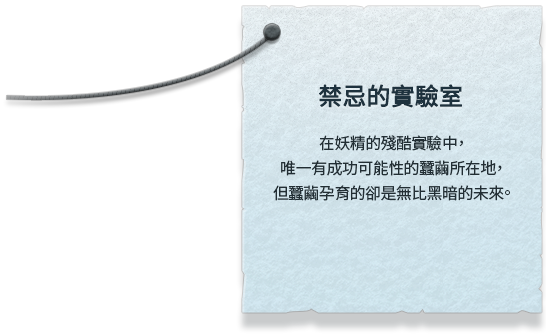 禁忌的實驗室
在妖精的殘酷實驗中，
唯一有成功可能性的蠶繭所在地，
但蠶繭孕育的卻是無比黑暗的未來。